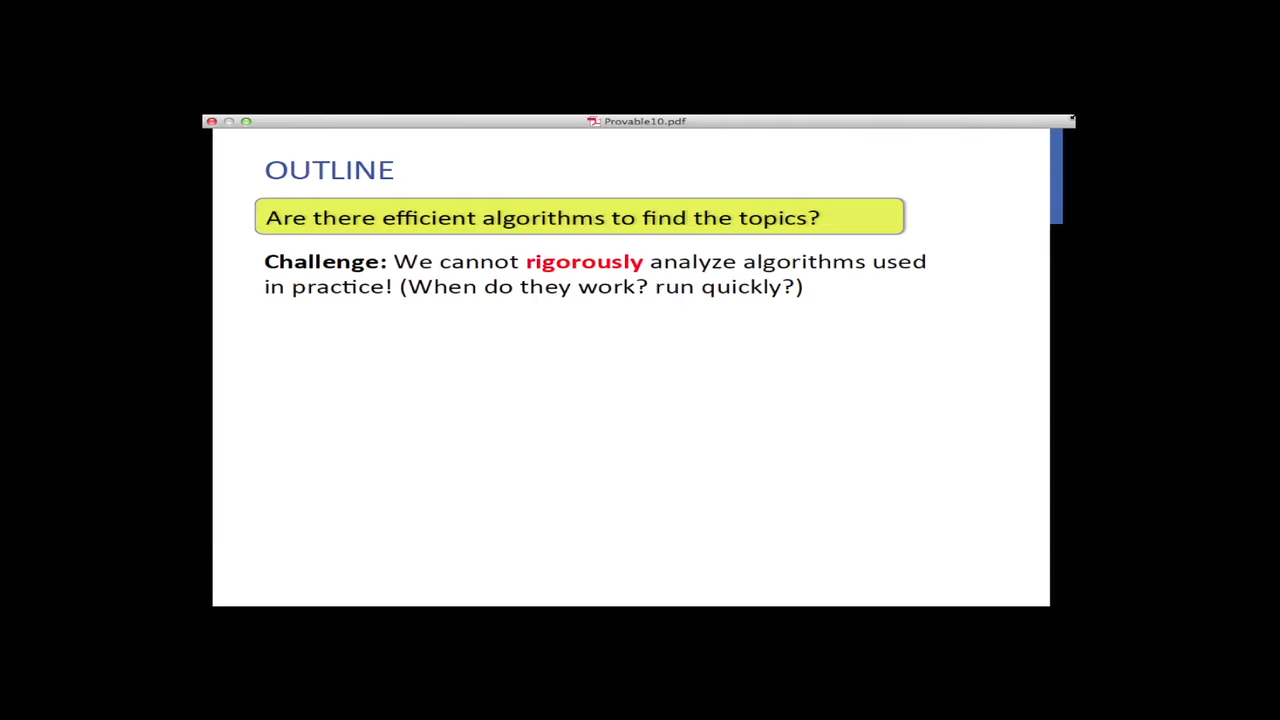 Provable10.pdf
OUTLINE
Are there efficient algorithms to find the topics?
Challenge: We cannot rigorously analyze algorithms used
in practice! (When do they work? run quickly?)